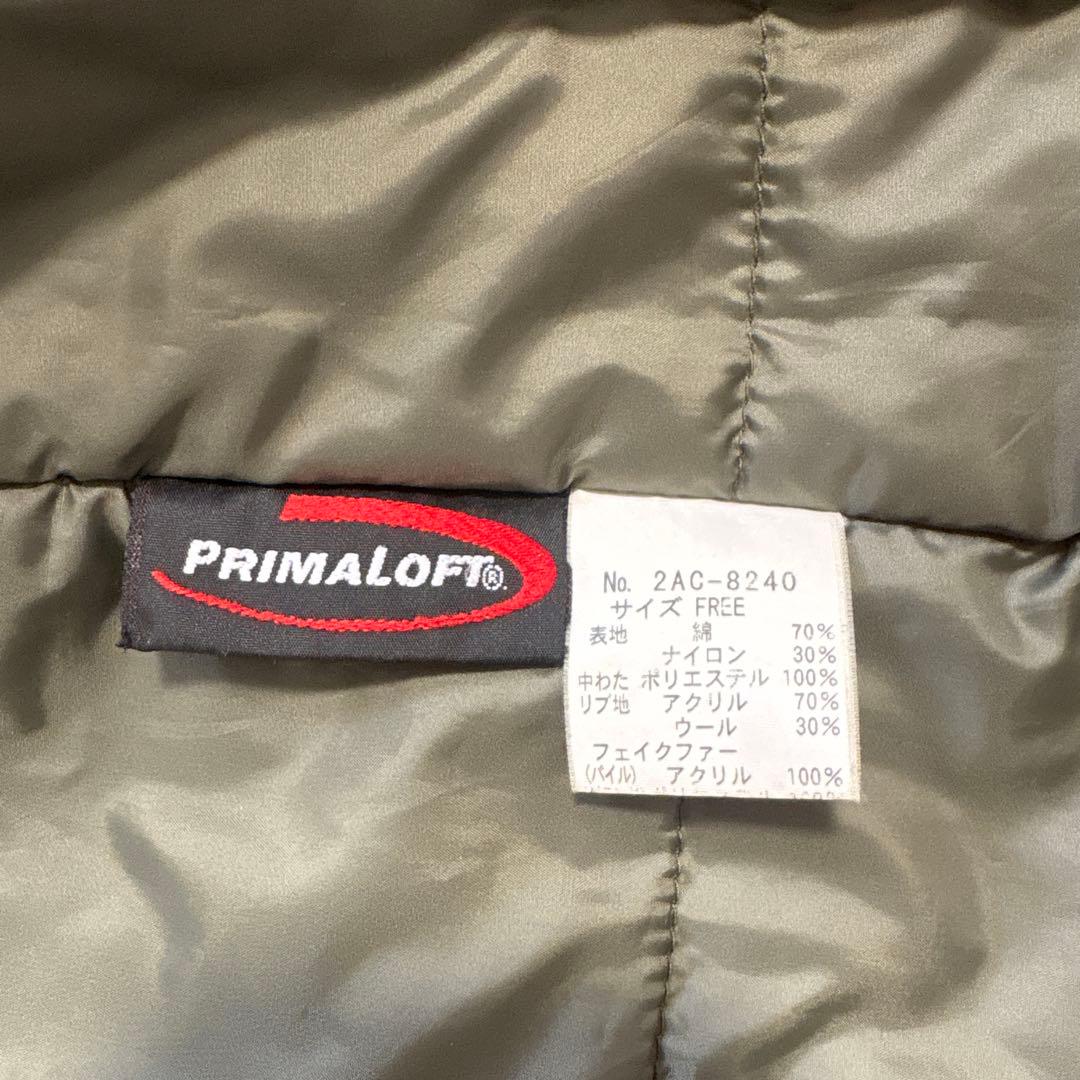 PRIMALOFT®
No. 2AC-8240
サイズ FREE
表地 綿 70%
ナイロン 30%
中わた ポリエステル 100%
リブ地 アクリル 70%
ウール 30%
フェイクファー
(パイル) アクリル 100%